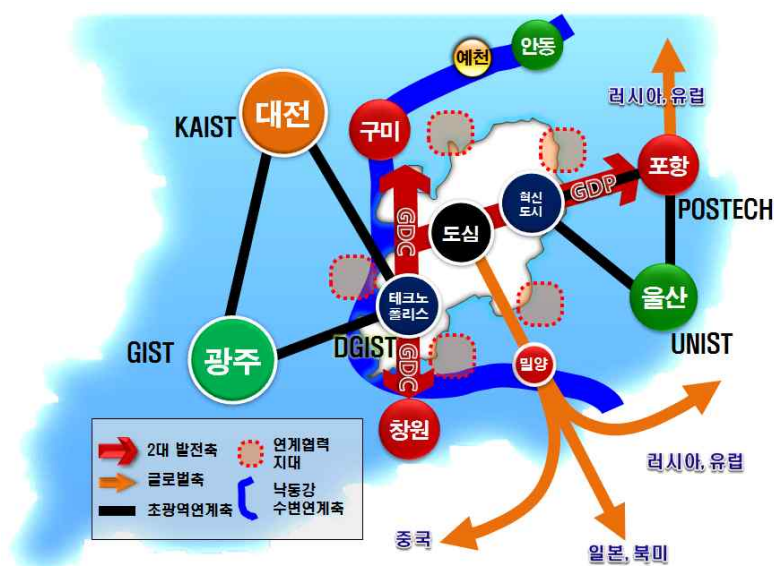 안동
예천
러시아, 유럽
대전
KAIST
구미
포항
GDP
POSTECH
혁신
도시
GDC
도심
테크노
폴리스
울산
DGIST
UNIST
GIST
광주
GDC
밀양
창원
2대 발전축
연계협력
지대
글로벌축
낙동강
수변연계축
초광역연계축
러시아, 유럽
중국
일본, 북미